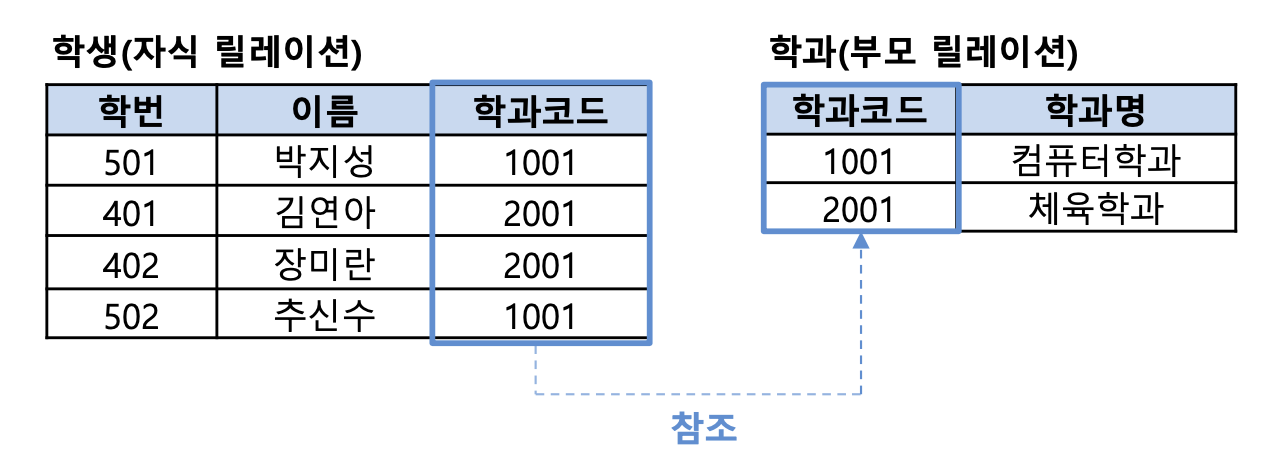 학생(자식 릴레이션)
학번 이름 학과코드
501 박지성 1001
401 김연아 2001
402 장미란 2001
502 추신수 1001
학과(부모 릴레이션)
학과코드 학과명
1001 컴퓨터학과
2001 체육학과
참조